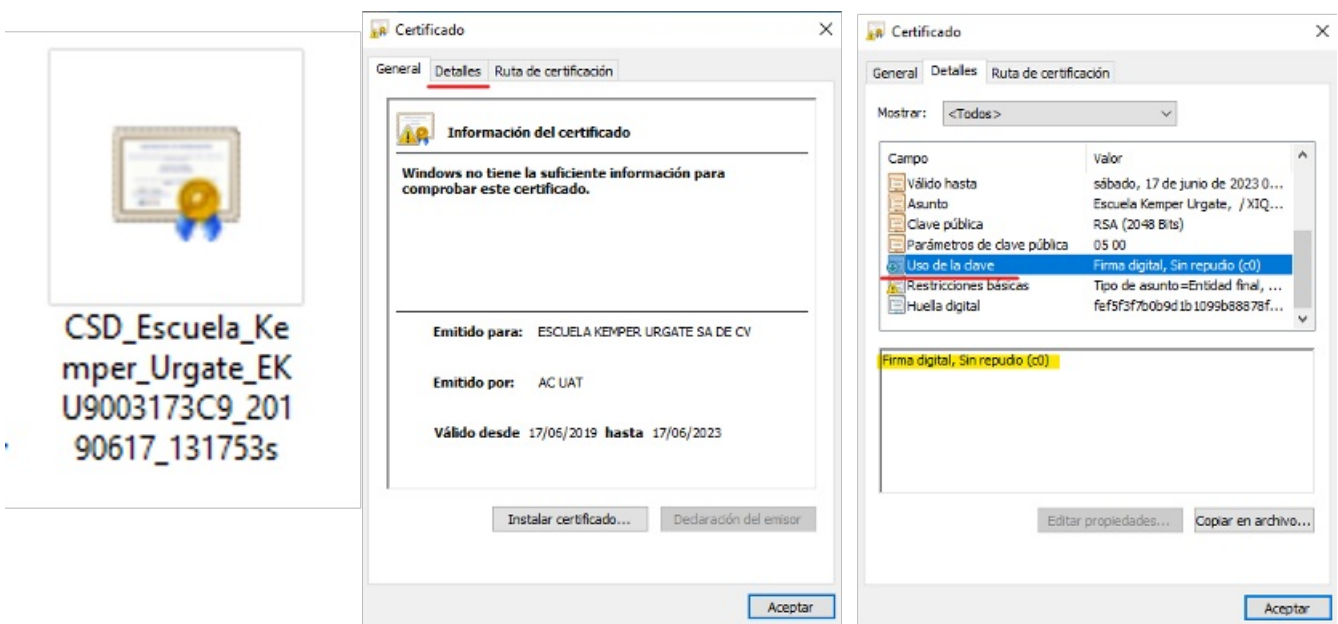 CSD_Escuela_Ke
mper_Urgate_EK
U9003173C9_201
90617_131753s
Certificado
General Detalles Ruta de certificación
Información del certificado
Windows no tiene la suficiente información para
comprobar este certificado.
Emitido para: ESCUELA KEMPER URGATE SA DE CV
Emitido por: AC UAT
Válido desde 17/06/2019 hasta 17/06/2023
Instalar certificado... Declaración del emisor
Aceptar
Certificado
General Detalles Ruta de certificación
Mostrar: <Todos>
Campo Valor
Válido hasta sábado, 17 de junio de 2023 0...
Asunto Escuela Kemper Urgate, / XIQ...
Clave pública RSA (2048 Bits)
Parámetros de clave pública 05 00
Uso de la clave Firma digital, Sin repudio (c0)
Restricciones básicas Tipo de asunto=Entidad final, ...
Huella digital fef5f3f7b0b9d1b1099b88878f...
Firma digital, Sin repudio (c0)
Editar propiedades... Copiar en archivo...
Aceptar